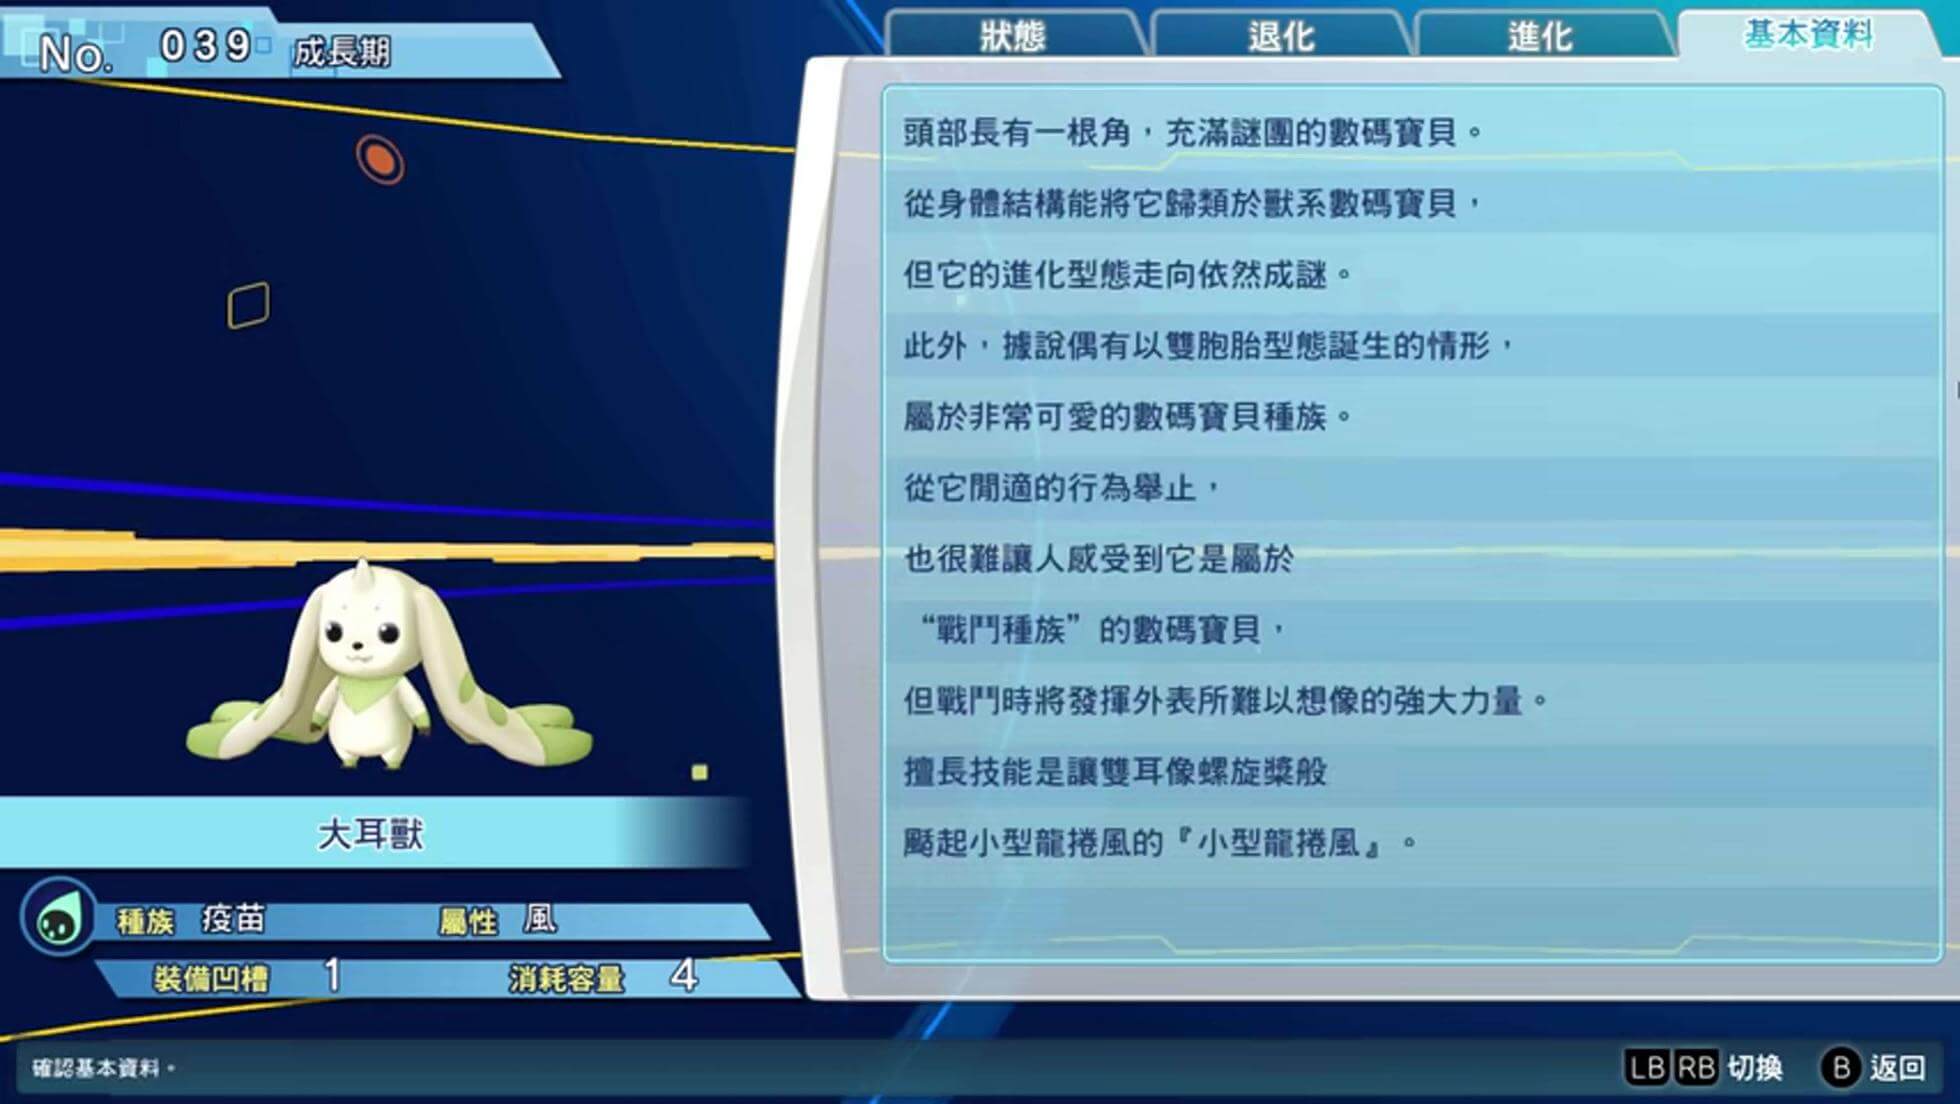 No. 039 成長期
狀態 退化 進化 基本資料
頭部長有一根角，充滿謎團的數碼寶貝。
從身體結構能將它歸類於獸系數碼寶貝，
但它的進化型態走向依然成謎。
此外，據說偶有以雙胞胎型態誕生的情形，
屬於非常可愛的數碼寶貝種族。
從它閒適的行為舉止，
也很難讓人感受到它是屬於
“戰鬥種族”的數碼寶貝，
但戰鬥時將發揮外表所難以想像的強大力量。
擅長技能是讓雙耳像螺旋槳般
颳起小型龍捲風的『小型龍捲風』。
大耳獸
種族 疫苗 屬性 風
裝備凹槽 1 消耗容量 4
確認基本資料。
LB RB 切換 B 返回